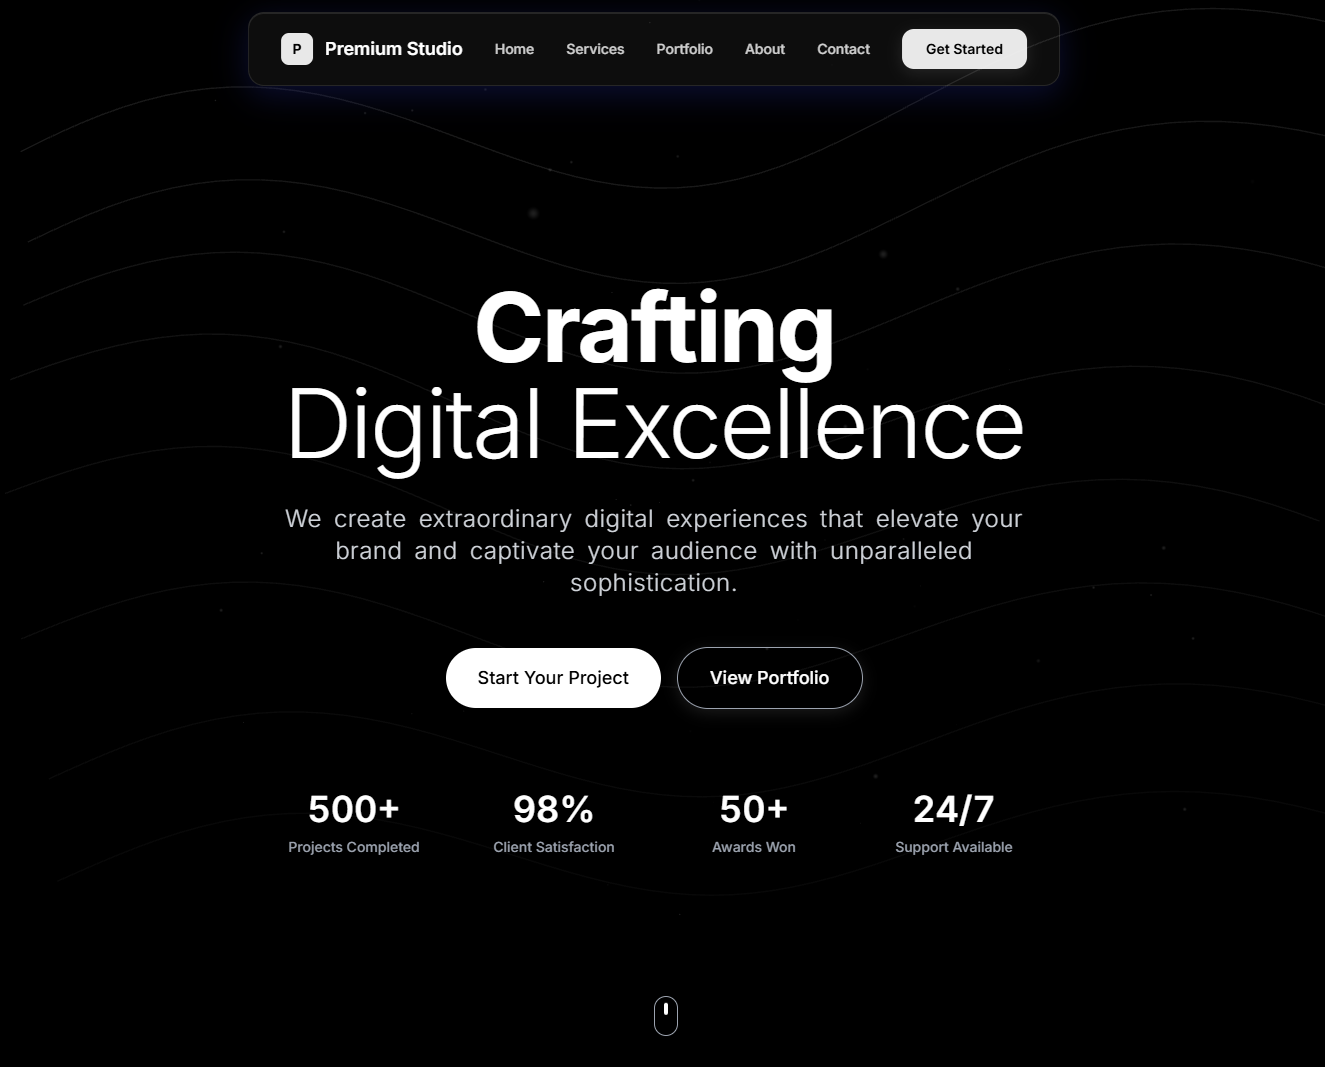 P Premium Studio Home Services Portfolio About Contact Get Started
Crafting
Digital Excellence
We create extraordinary digital experiences that elevate your
brand and captivate your audience with unparalleled
sophistication.
Start Your Project View Portfolio
500+ 98% 50+ 24/7
Projects Completed Client Satisfaction Awards Won Support Available